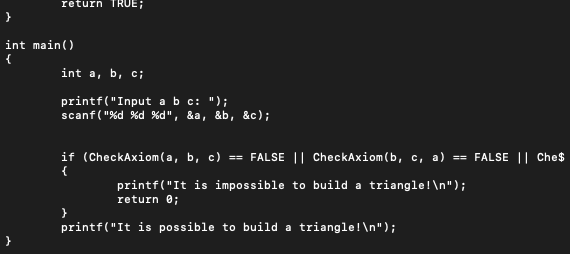 return TRUE;
}
int main()
{
int a, b, c;
printf("Input a b c: ");
scanf("%d %d %d", &a, &b, &c);
if (CheckAxiom(a, b, c) == FALSE || CheckAxiom(b, c, a) == FALSE || Che$
{
printf("It is impossible to build a triangle!\n");
return 0;
}
printf("It is possible to build a triangle!\n");
}